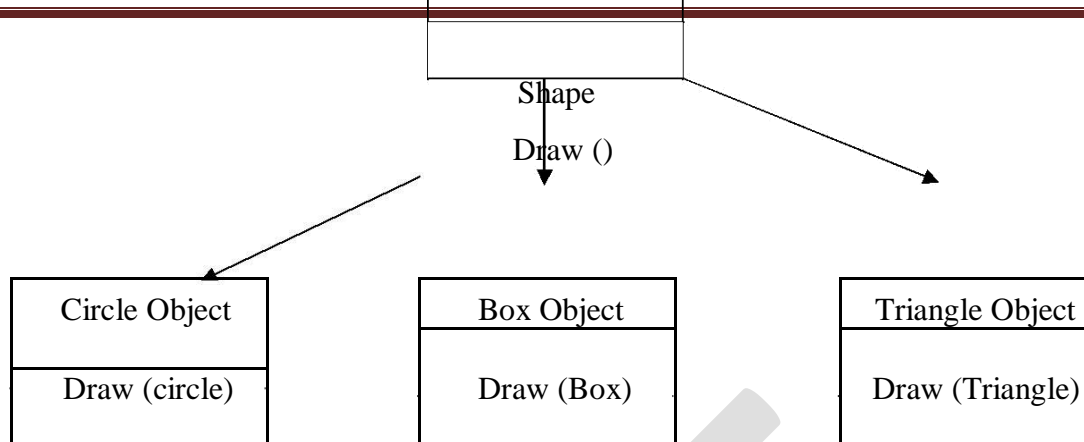 Shape
Draw ()
Circle Object
Box Object
Triangle Object
Draw (circle)
Draw (Box)
Draw (Triangle)